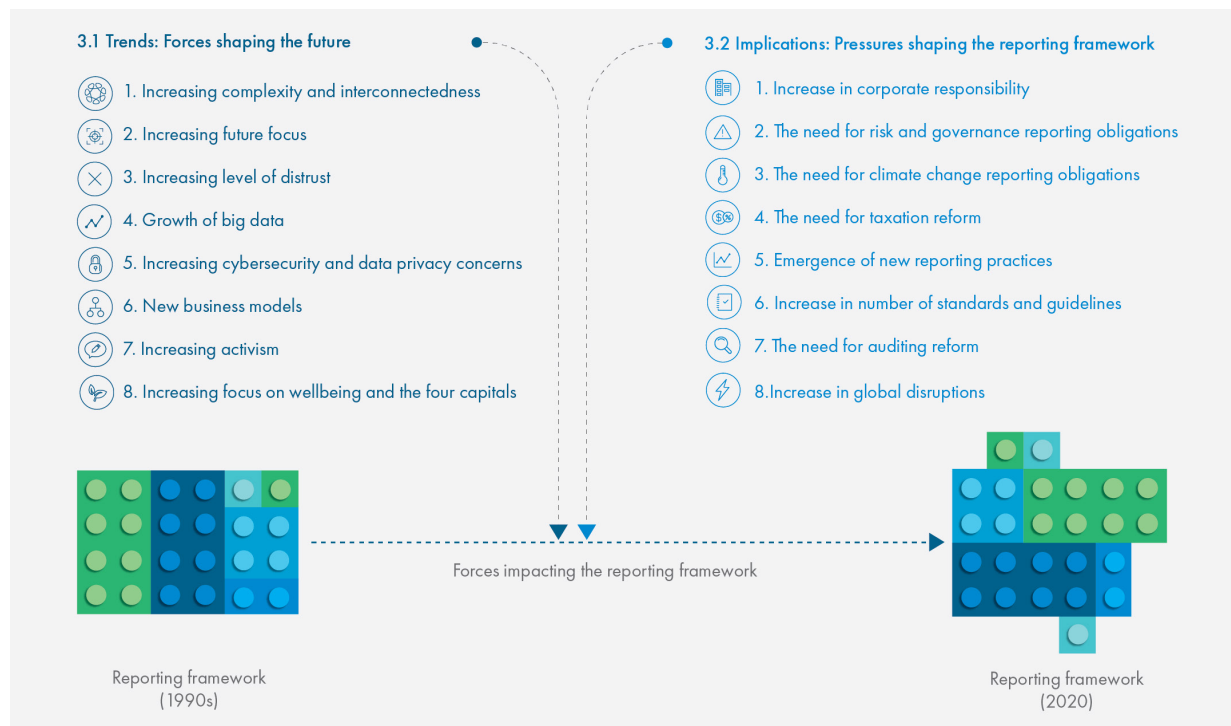 3.1 Trends: Forces shaping the future
1. Increasing complexity and interconnectedness
2. Increasing future focus
3. Increasing level of distrust
4. Growth of big data
5. Increasing cybersecurity and data privacy concerns
6. New business models
7. Increasing activism
8. Increasing focus on wellbeing and the four capitals
3.2 Implications: Pressures shaping the reporting framework
1. Increase in corporate responsibility
2. The need for risk and governance reporting obligations
3. The need for climate change reporting obligations
4. The need for taxation reform
5. Emergence of new reporting practices
6. Increase in number of standards and guidelines
7. The need for auditing reform
8.Increase in global disruptions
Forces impacting the reporting framework
Reporting framework
(1990s)
Reporting framework
(2020)